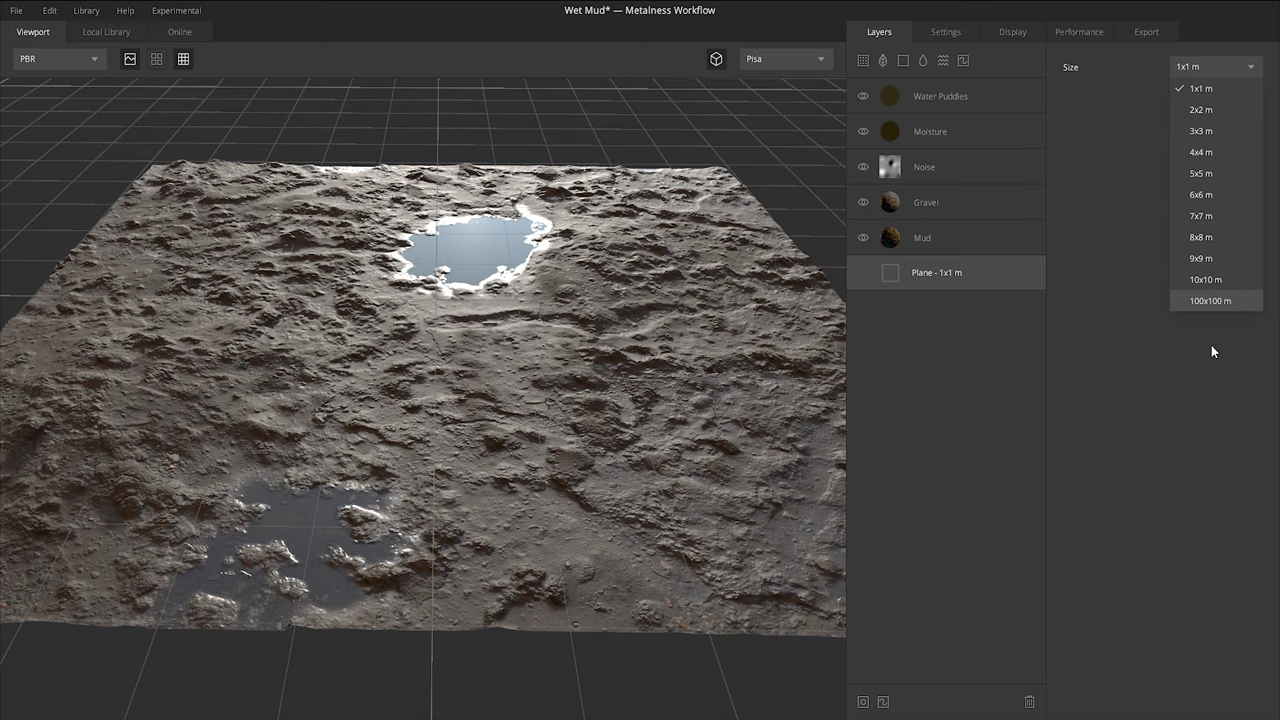 File Edit Library Help Experimental
Wet Mud* — Metalness Workflow
Viewport Local Library Online
Layers Settings Display Performance Export
PBR
Pisa
Size 1x1 m
1x1 m
2x2 m
3x3 m
4x4 m
5x5 m
6x6 m
7x7 m
8x8 m
9x9 m
10x10 m
100x100 m
Water Puddles
Moisture
Noise
Gravel
Mud
Plane - 1x1 m